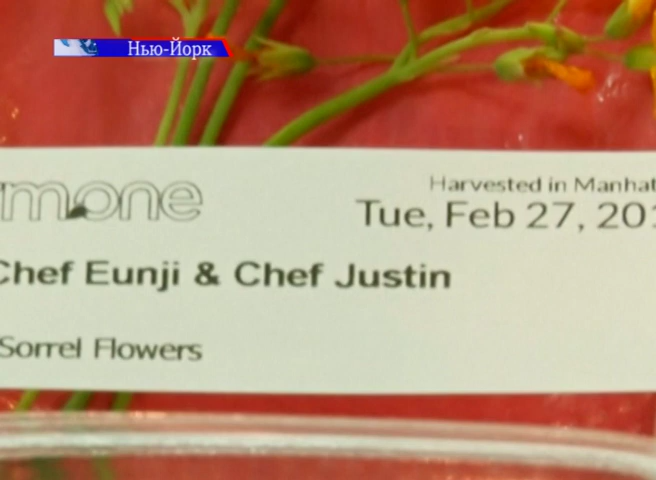 Нью-Йорк
mone
Harvested in Manhat
Tue, Feb 27, 201
Chef Eunji & Chef Justin
Sorrel Flowers